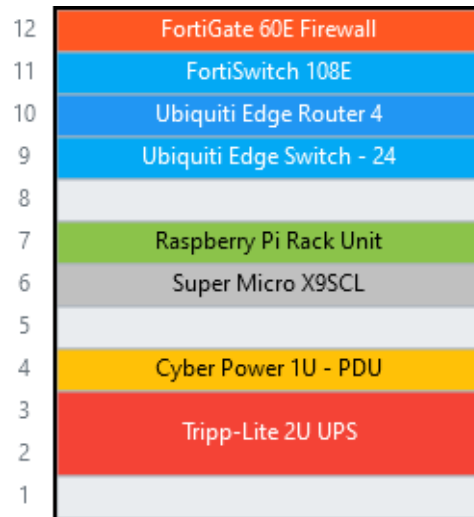 12 FortiGate 60E Firewall
11 FortiSwitch 108E
10 Ubiquiti Edge Router 4
9 Ubiquiti Edge Switch - 24
8
7 Raspberry Pi Rack Unit
6 Super Micro X9SCL
5
4 Cyber Power 1U - PDU
3
Tripp-Lite 2U UPS
2
1